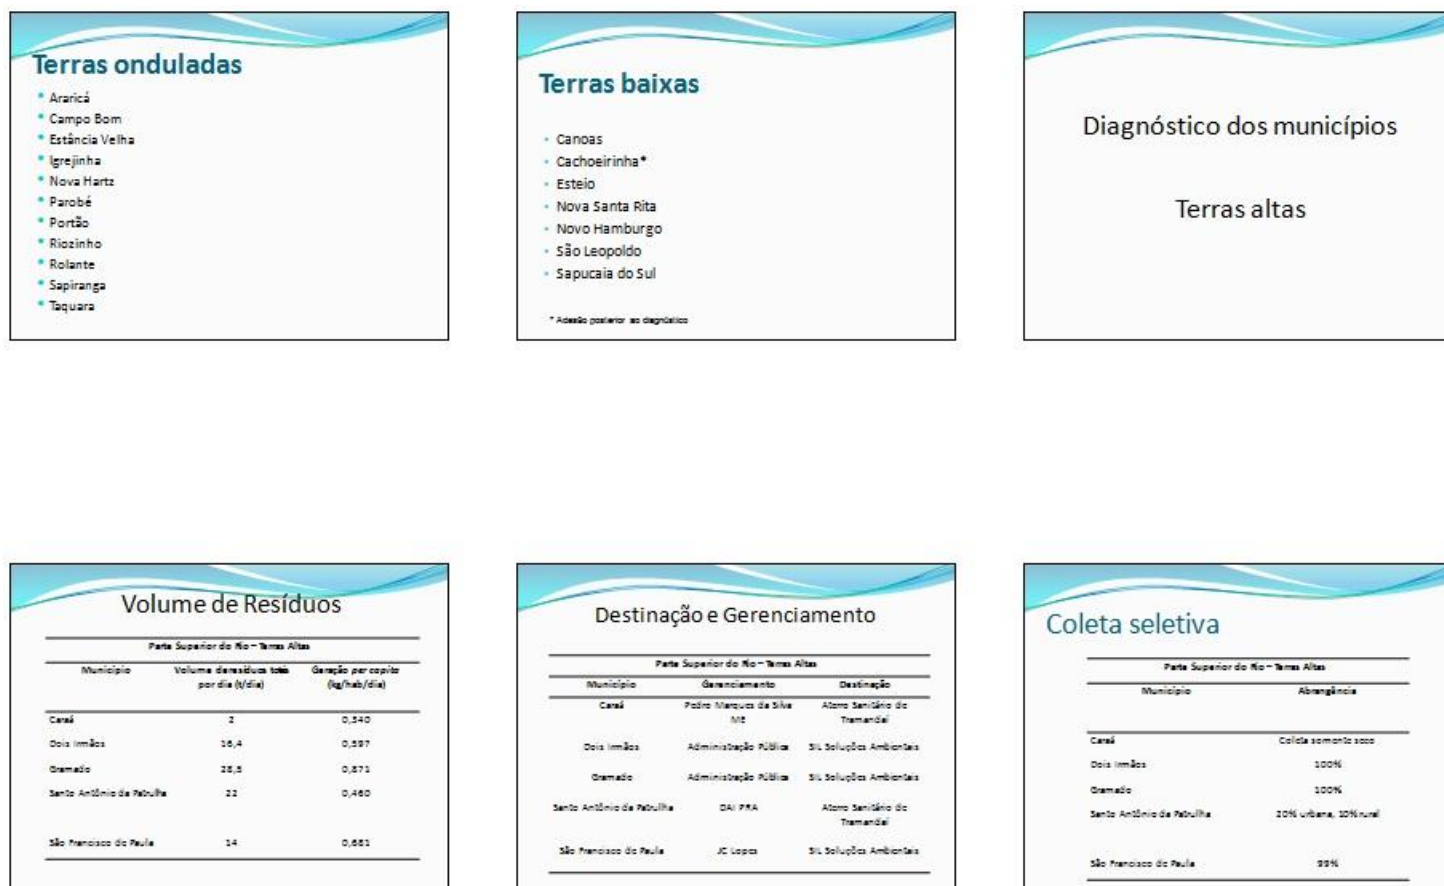 Terras onduladas
Araricá
Campo Bom
Estância Velha
Igrejinha
Nova Hartz
Parobé
Portão
Riozinho
Rolante
Sapiranga
Taquara
Terras baixas
Canoas
Cachoeirinha*
Esteio
Nova Santa Rita
Novo Hamburgo
São Leopoldo
Sapucaia do Sul
* Adesão posterior ao diagnóstico
Diagnóstico dos municípios
Terras altas
Volume de Resíduos
Parte Superior do Rio – Terras Altas
Município Volume de resíduos total Geração per capita
por dia (t/dia) (kg/hab/dia)
Caraá 2 0,340
Dois Irmãos 16,4 0,597
Gramado 28,5 0,871
Santo Antônio da Patrulha 22 0,460
São Francisco de Paula 14 0,681
Destinação e Gerenciamento
Parte Superior do Rio – Terras Altas
Município Gerenciamento Destinação
Caraá Pedro Marques da Silva Aterro Sanitário de
ME Tramandaí
Dois Irmãos Administração Pública SIL Soluções Ambientais
Gramado Administração Pública SIL Soluções Ambientais
Santo Antônio da Patrulha DAI PRA Aterro Sanitário de
Tramandaí
São Francisco de Paula JC Lopes SIL Soluções Ambientais
Coleta seletiva
Parte Superior do Rio – Terras Altas
Município Abrangência
Caraá Coleta somente seco
Dois Irmãos 100%
Gramado 100%
Santo Antônio da Patrulha 20% urbana, 10% rural
São Francisco de Paula 99%